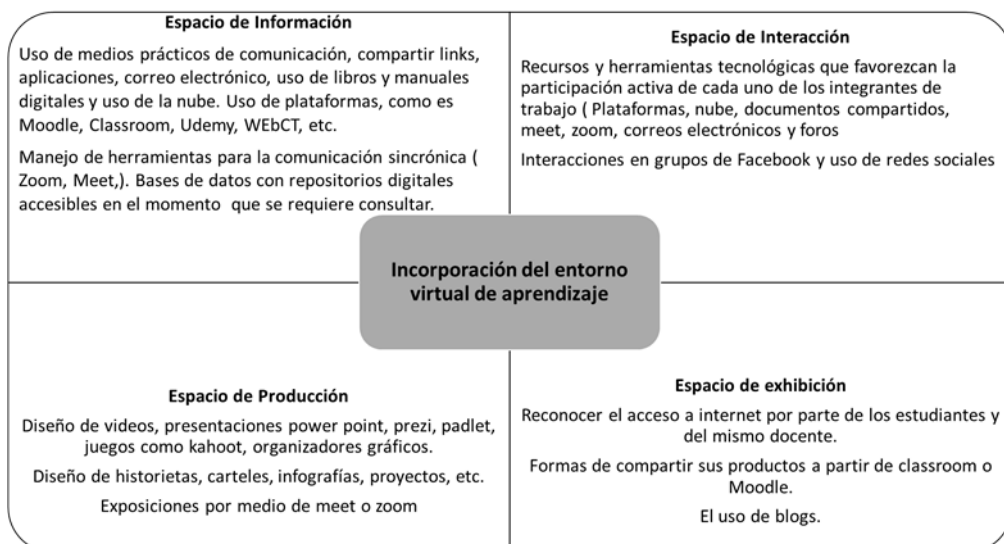 Espacio de Información
Uso de medios prácticos de comunicación, compartir links,
aplicaciones, correo electrónico, uso de libros y manuales
digitales y uso de la nube. Uso de plataformas, como es
Moodle, Classroom, Udemy, WEbCT, etc.
Manejo de herramientas para la comunicación sincrónica (
Zoom, Meet,). Bases de datos con repositorios digitales
accesibles en el momento que se requiere consultar.
Espacio de Interacción
Recursos y herramientas tecnológicas que favorezcan la
participación activa de cada uno de los integrantes de
trabajo ( Plataformas, nube, documentos compartidos,
meet, zoom, correos electrónicos y foros
Interacciones en grupos de Facebook y uso de redes sociales
Incorporación del entorno
virtual de aprendizaje
Espacio de Producción
Diseño de videos, presentaciones power point, prezi, padlet,
juegos como kahoot, organizadores gráficos.
Diseño de historietas, carteles, infografías, proyectos, etc.
Exposiciones por medio de meet o zoom
Espacio de exhibición
Reconocer el acceso a internet por parte de los estudiantes y
del mismo docente.
Formas de compartir sus productos a partir de classroom o
Moodle.
El uso de blogs.